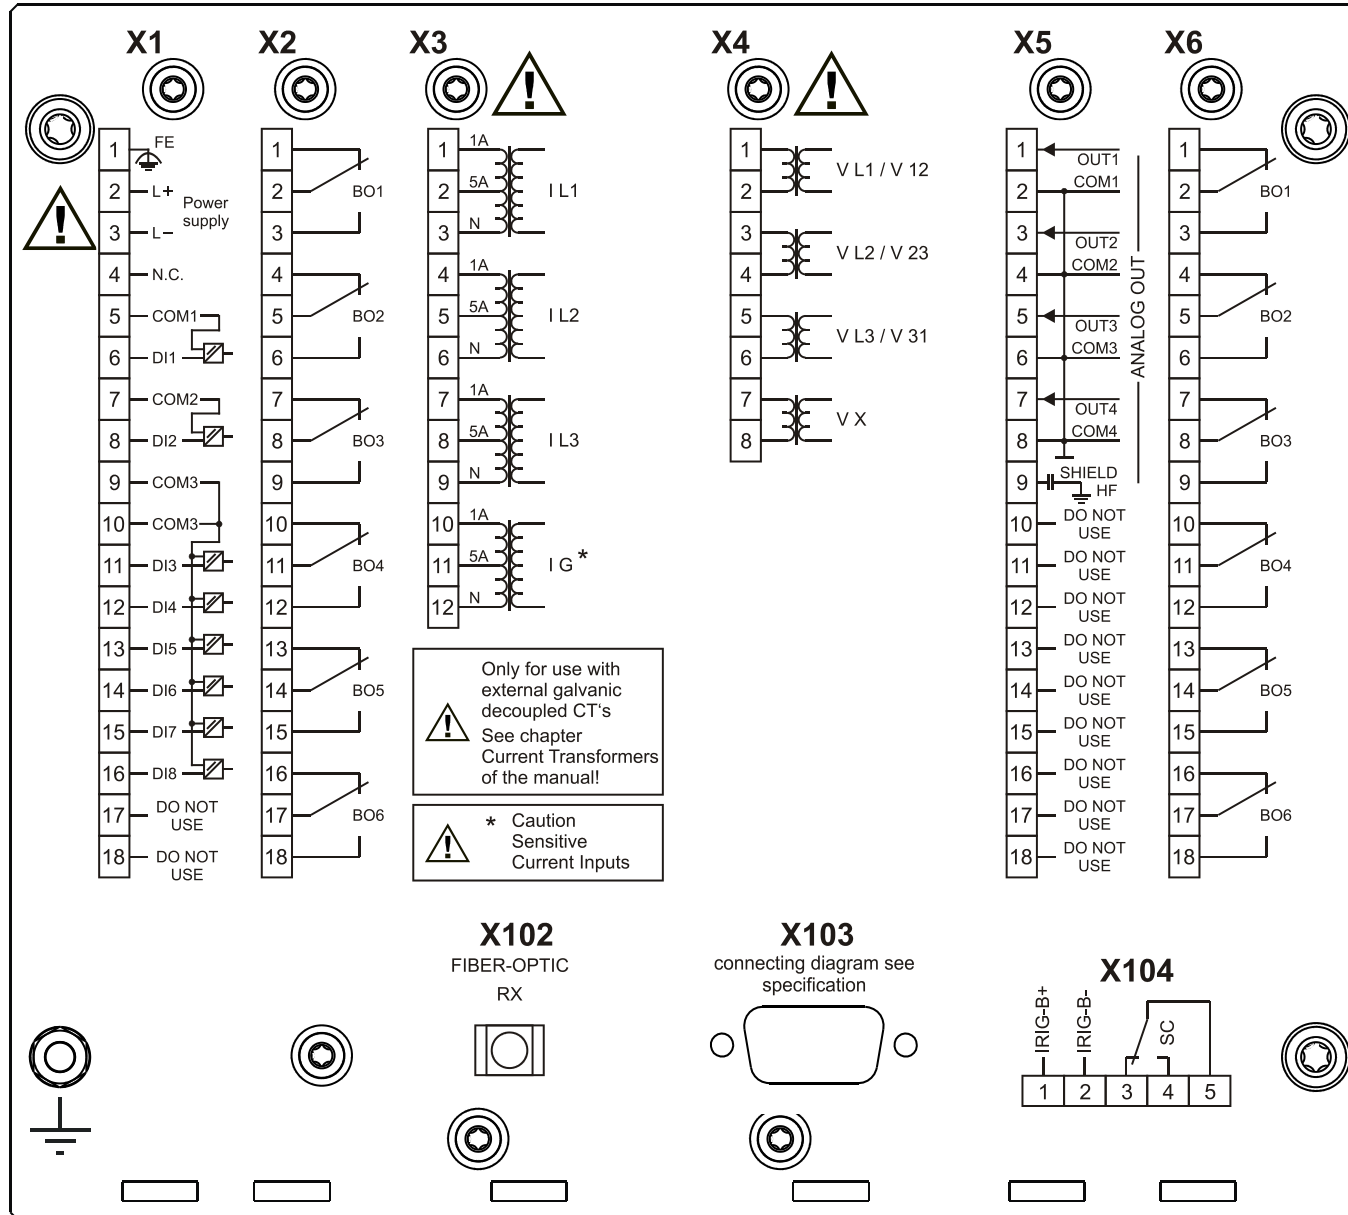 X1
1
FE
2
L+
Power
supply
3
L−
4
N.C.
5
COM1
6
DI1
7
COM2
8
DI2
9
COM3
10
COM3
11
DI3
12
DI4
13
DI5
14
DI6
15
DI7
16
DI8
17
DO NOT
USE
18
DO NOT
USE
X2
1
2
BO1
3
4
5
BO2
6
7
8
BO3
9
10
11
BO4
12
13
14
BO5
15
16
17
BO6
18
X3
1
1A
2
5A
I L1
3
N
4
1A
5
5A
I L2
6
N
7
1A
8
5A
I L3
9
N
10
1A
11
5A
I G *
12
N
Only for use with
external galvanic
decoupled CT‘s
See chapter
Current Transformers
of the manual!
* Caution
Sensitive
Current Inputs
X4
1
V L1 / V 12
2
3
V L2 / V 23
4
5
V L3 / V 31
6
7
V X
8
X5
1
OUT1
2
COM1
3
OUT2
4
COM2
5
OUT3
6
COM3
7
OUT4
8
COM4
ANALOG OUT
9
SHIELD
HF
10
DO NOT
USE
11
DO NOT
USE
12
DO NOT
USE
13
DO NOT
USE
14
DO NOT
USE
15
DO NOT
USE
16
DO NOT
USE
17
DO NOT
USE
18
DO NOT
USE
X6
1
2
BO1
3
4
5
BO2
6
7
8
BO3
9
10
11
BO4
12
13
14
BO5
15
16
17
BO6
18
X102
FIBER-OPTIC
RX
X103
connecting diagram see
specification
X104
IRIG-B+
IRIG-B-
SC
1 2 3 4 5